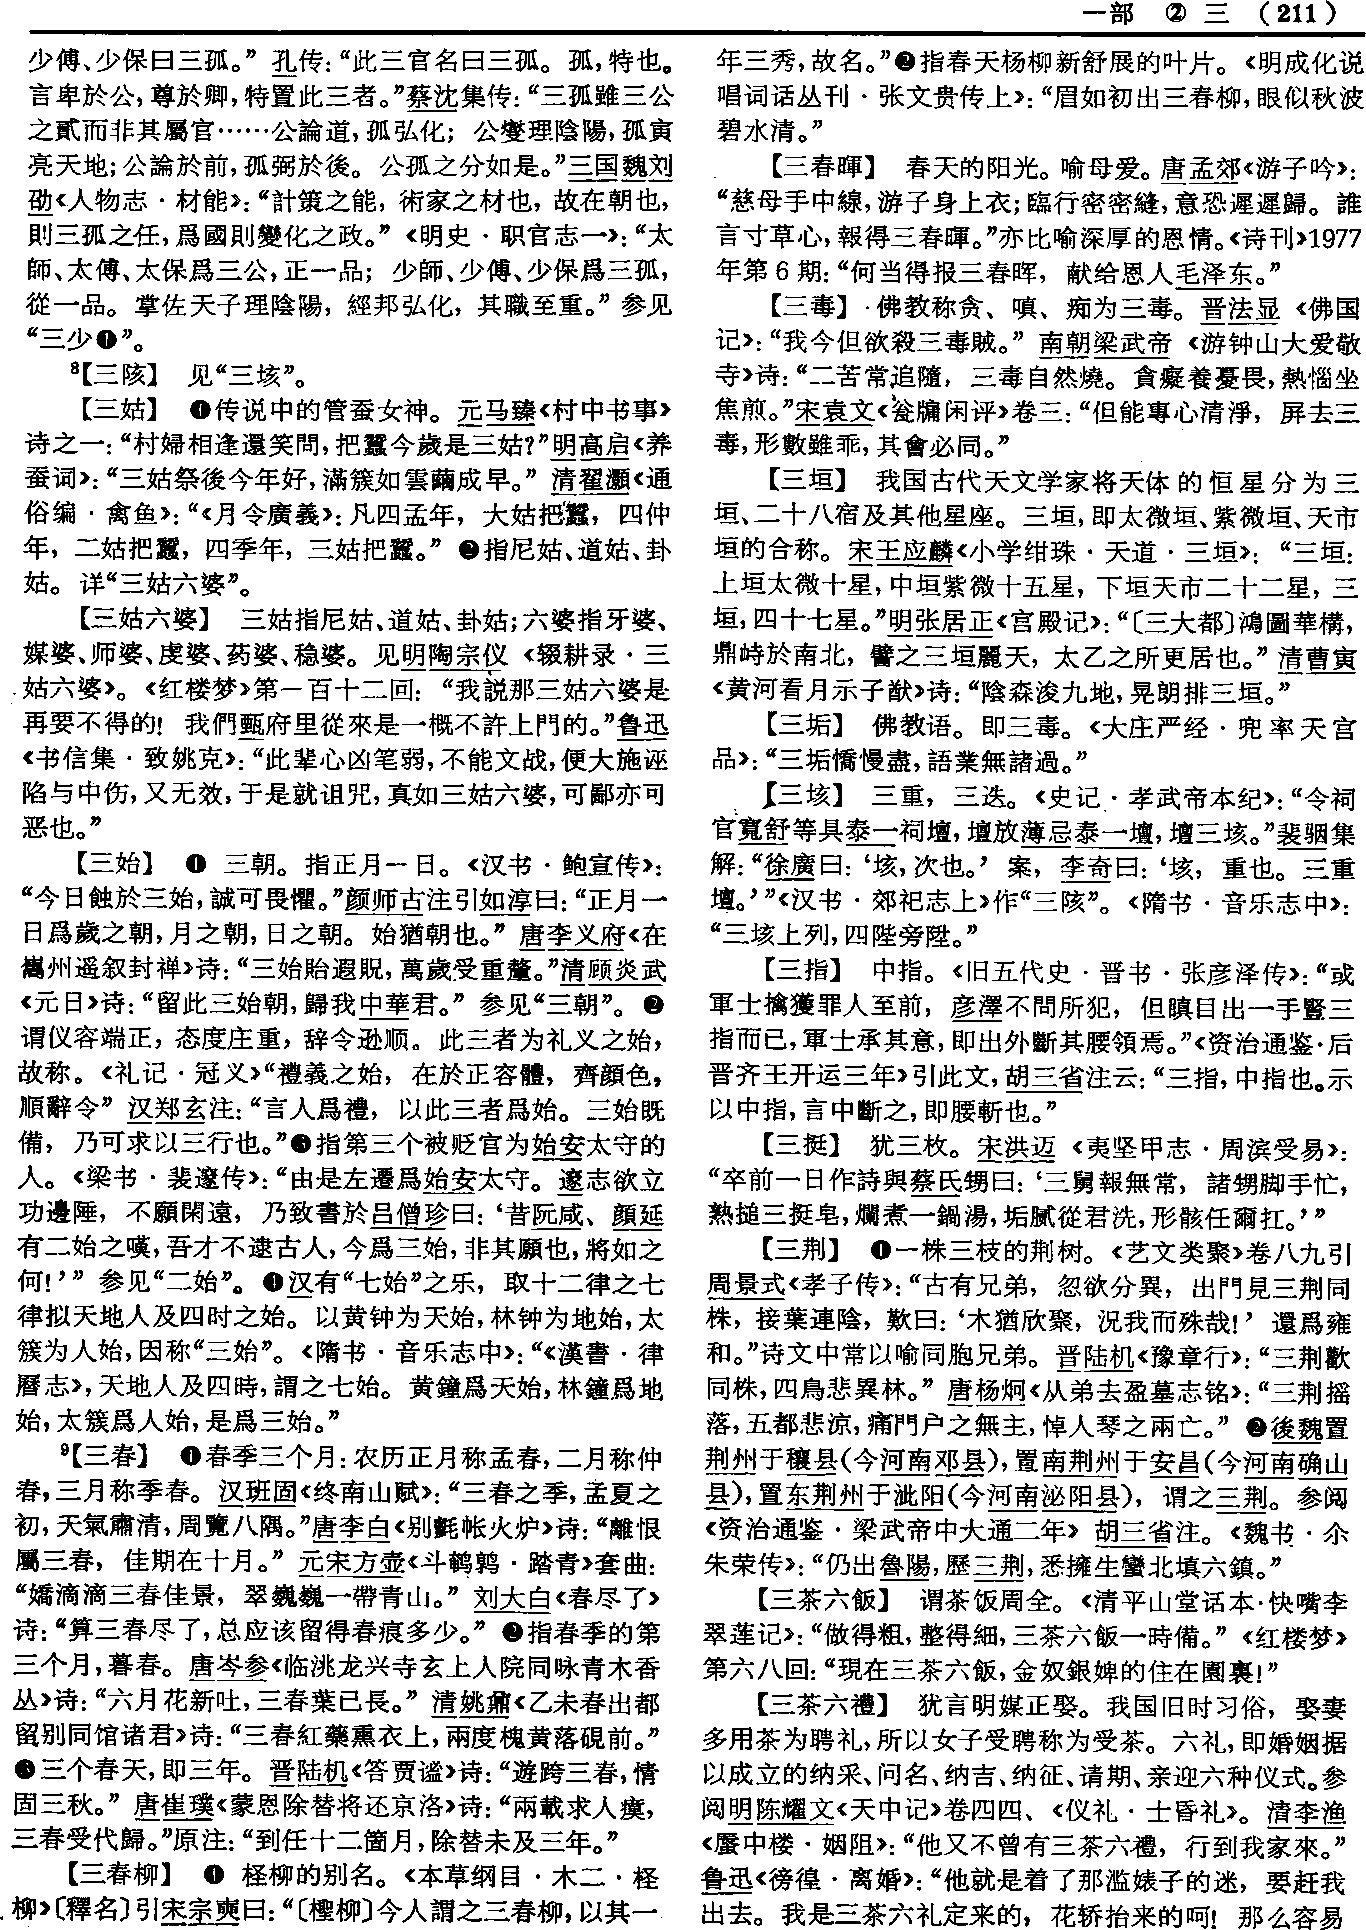 一部 ② 三 (211)
少傅、少保曰三孤。”孔传：“此三官名曰三孤。孤，特也。
言卑於公，尊於卿，特置此三者。”蔡沈集传：“三孤雖三公
之貳而非其屬官……公論道，孤弘化；公燮理陰陽，孤寅
亮天地；公論於前，孤弼於後。公孤之分如是。”三国魏刘
劭《人物志·材能》：“計策之能，術家之材也，故在朝也，
則三孤之任，爲國則變化之政。”《明史·职官志一》：“太
師、太傅、太保爲三公，正一品；少師、少傅、少保爲三孤，
從一品。掌佐天子理陰陽，經邦弘化，其職至重。”参见
“三少❶”。
⁸【三陔】 见“三垓”。
【三姑】 ❶传说中的管蚕女神。元马臻《村中书事》
诗之一：“村婦相逢還笑問，把蠶今歲是三姑？”明高启《养
蚕词》：“三姑祭後今年好，滿簇如雲繭成早。”清翟灏《通
俗编·禽鱼》：“《月令廣義》：凡四孟年，大姑把蠶，四仲
年，二姑把蠶，四季年，三姑把蠶。”❷指尼姑、道姑、卦
姑。详“三姑六婆”。
【三姑六婆】 三姑指尼姑、道姑、卦姑；六婆指牙婆、
媒婆、师婆、虔婆、药婆、稳婆。见明陶宗仪《辍耕录·三
姑六婆》。《红楼梦》第一百十二回：“我説那三姑六婆是
再要不得的！我們甄府里從來是一概不許上門的。”鲁迅
《书信集·致姚克》：“此辈心凶笔弱，不能文战，便大施诬
陷与中伤，又无效，于是就诅咒，真如三姑六婆，可鄙亦可
恶也。”
【三始】 ❶ 三朝。指正月一日。《汉书·鲍宣传》：
“今日蝕於三始，誠可畏懼。”颜师古注引如淳曰：“正月一
日爲歲之朝，月之朝，日之朝。始猶朝也。”唐李义府《在
巂州遥叙封禅》诗：“三始貽遐貺，萬歲受重釐。”清顾炎武
《元日》诗：“留此三始朝，歸我中華君。”参见“三朝”。❷
谓仪容端正，态度庄重，辞令逊顺。此三者为礼义之始，
故称。《礼记·冠义》“禮義之始，在於正容體，齊顔色，
順辭令”汉郑玄注：“言人爲禮，以此三者爲始。三始既
備，乃可求以三行也。”❸指第三个被贬官为始安太守的
人。《梁书·裴邃传》：“由是左遷爲始安太守。邃志欲立
功邊陲，不願閑遠，乃致書於吕僧珍曰：‘昔阮咸、顔延
有二始之嘆，吾才不逮古人，今爲三始，非其願也，將如之
何！’”参见“二始”。❹汉有“七始”之乐，取十二律之七
律拟天地人及四时之始。以黄钟为天始，林钟为地始，太
簇为人始，因称“三始”。《隋书·音乐志中》：“《漢書·律
曆志》，天地人及四時，謂之七始。黄鐘爲天始，林鐘爲地
始，太簇爲人始，是爲三始。”
⁹【三春】 ❶春季三个月：农历正月称孟春，二月称仲
春，三月称季春。汉班固《终南山赋》：“三春之季，孟夏之
初，天氣肅清，周覽八隅。”唐李白《别氈帐火炉》诗：“離恨
屬三春，佳期在十月。”元宋方壶《斗鹌鹑·踏青》套曲：
“嬌滴滴三春佳景，翠巍巍一帶青山。”刘大白《春尽了》
诗：“算三春尽了，总应该留得春痕多少。”❷指春季的第
三个月，暮春。唐岑参《临洮龙兴寺玄上人院同咏青木香
丛》诗：“六月花新吐，三春葉已長。”清姚鼐《乙未春出都
留别同馆诸君》诗：“三春紅藥熏衣上，兩度槐黄落硯前。”
❸三个春天，即三年。晋陆机《答贾谧》诗：“遊跨三春，情
固三秋。”唐崔璞《蒙恩除替将还京洛》诗：“兩載求人瘼，
三春受代歸。”原注：“到任十二箇月，除替未及三年。”
【三春柳】 ❶ 柽柳的别名。《本草纲目·木二·柽
柳》〔釋名〕引宋宗奭曰：“〔檉柳〕今人謂之三春柳，以其一
年三秀，故名。”❷指春天杨柳新舒展的叶片。《明成化说
唱词话丛刊·张文贵传上》：“眉如初出三春柳，眼似秋波
碧水清。”
【三春暉】 春天的阳光。喻母爱。唐孟郊《游子吟》：
“慈母手中線，游子身上衣；臨行密密縫，意恐遲遲歸。誰
言寸草心，報得三春暉。”亦比喻深厚的恩情。《诗刊》1977
年第6期：“何当得报三春晖，献给恩人毛泽东。”
【三毒】 佛教称贪、嗔、痴为三毒。晋法显《佛国
记》：“我今但欲殺三毒賊。”南朝梁武帝《游钟山大爱敬
寺》诗：“二苦常追隨，三毒自然燒。貪癡養憂畏，熱惱坐
焦煎。”宋袁文《瓮牖闲评》卷三：“但能專心清淨，屏去三
毒，形數雖乖，其會必同。”
【三垣】 我国古代天文学家将天体的恒星分为三
垣、二十八宿及其他星座。三垣，即太微垣、紫微垣、天市
垣的合称。宋王应麟《小学绀珠·天道·三垣》：“三垣：
上垣太微十星，中垣紫微十五星，下垣天市二十二星，三
垣，四十七星。”明张居正《宫殿记》：“〔三大都〕鴻圖華構，
鼎峙於南北，譬之三垣麗天，太乙之所更居也。”清曹寅
《黄河看月示子猷》诗：“陰森浚九地，晃朗排三垣。”
【三垢】 佛教语。即三毒。《大庄严经·兜率天宫
品》：“三垢憍慢盡，語業無諸過。”
【三垓】 三重，三迭。《史记·孝武帝本纪》：“令祠
官寬舒等具泰一祠壇，壇放薄忌泰一壇，壇三垓。”裴骃集
解：“徐廣曰：‘垓，次也。’案，李奇曰：‘垓，重也。三重
壇。’”《汉书·郊祀志上》作“三陔”。《隋书·音乐志中》：
“三垓上列，四陛旁陞。”
【三指】 中指。《旧五代史·晋书·张彦泽传》：“或
軍士擒獲罪人至前，彦澤不問所犯，但瞋目出一手豎三
指而已，軍士承其意，即出外斷其腰領焉。”《资治通鉴·后
晋齐王开运三年》引此文，胡三省注云：“三指，中指也。示
以中指，言中斷之，即腰斬也。”
【三挺】 犹三枚。宋洪迈《夷坚甲志·周滨受易》：
“卒前一日作詩與蔡氏甥曰：‘三舅報無常，諸甥脚手忙，
熟搥三挺皂，爛煮一鍋湯，垢膩從君洗，形骸任爾扛。’”
【三荆】 ❶一株三枝的荆树。《艺文类聚》卷八九引
周景式《孝子传》：“古有兄弟，忽欲分異，出門見三荆同
株，接葉連陰，歎曰：‘木猶欣聚，況我而殊哉！’還爲雍
和。”诗文中常以喻同胞兄弟。晋陆机《豫章行》：“三荆歡
同株，四鳥悲異林。”唐杨炯《从弟去盈墓志铭》：“三荆摇
落，五都悲涼，痛門户之無主，悼人琴之兩亡。”❷後魏置
荆州于穰县（今河南邓县），置南荆州于安昌（今河南确山
县），置东荆州于沘阳（今河南泌阳县），谓之三荆。参阅
《资治通鉴·梁武帝中大通二年》胡三省注。《魏书·尒
朱荣传》：“仍出魯陽，歷三荆，悉擁生蠻北填六鎮。”
【三茶六飯】 谓茶饭周全。《清平山堂话本·快嘴李
翠莲记》：“做得粗，整得細，三茶六飯一時備。”《红楼梦》
第六八回：“現在三茶六飯，金奴銀婢的住在園裏！”
【三茶六禮】 犹言明媒正娶。我国旧时习俗，娶妻
多用茶为聘礼，所以女子受聘称为受茶。六礼，即婚姻据
以成立的纳采、问名、纳吉、纳征、请期、亲迎六种仪式。参
阅明陈耀文《天中记》卷四四、《仪礼·士昏礼》。清李渔
《蜃中楼·姻阻》：“他又不曾有三茶六禮，行到我家來。”
鲁迅《徬徨·离婚》：“他就是着了那滥婊子的迷，要赶我
出去。我是三茶六礼定来的，花轿抬来的呵！那么容易